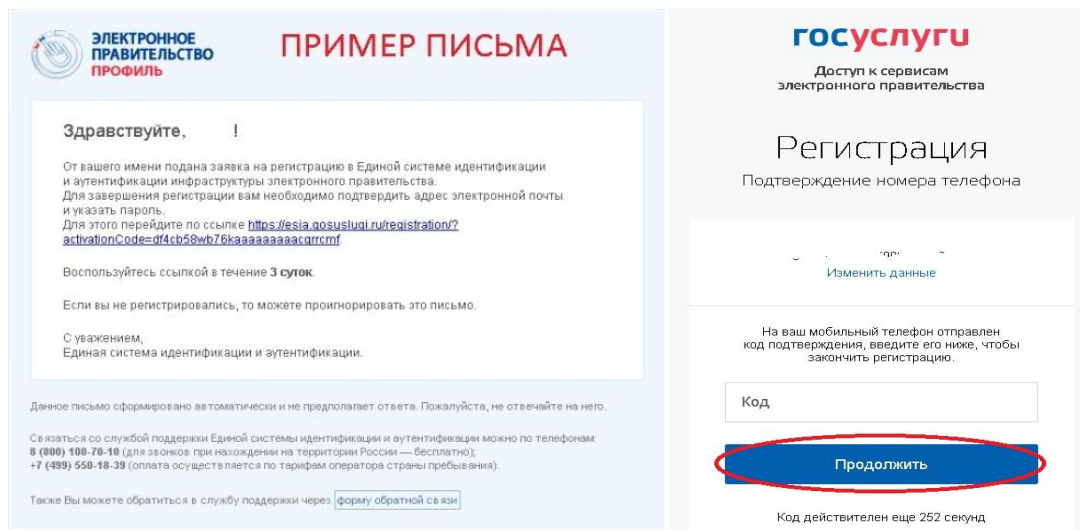 ЭЛЕКТРОННОЕ
ПРАВИТЕЛЬСТВО
ПРОФИЛЬ
ПРИМЕР ПИСЬМА
Здравствуйте, !
От вашего имени подана заявка на регистрацию в Единой системе идентификации
и аутентификации инфраструктуры электронного правительства.
Для завершения регистрации вам необходимо подтвердить адрес электронной почты
и указать пароль.
Для этого перейдите по ссылке https://esia.gosuslugi.ru/registration/?
activationCode=df4cb58wb76kaaaaaaaacqrrcmf.
Воспользуйтесь ссылкой в течение 3 суток.
Если вы не регистрировались, то можете проигнорировать это письмо.
С уважением,
Единая система идентификации и аутентификации.
Данное письмо сформировано автоматически и не предполагает ответа. Пожалуйста, не отвечайте на него.
Связаться со службой поддержки Единой системы идентификации и аутентификации можно по телефонам:
8 (800) 100-70-10 (для звонков при нахождении на территории России — бесплатно);
+7 (499) 550-18-39 (оплата осуществляется по тарифам оператора страны пребывания).
Также Вы можете обратиться в службу поддержки через форму обратной связи
госуслуги
Доступ к сервисам
электронного правительства
Регистрация
Подтверждение номера телефона
Изменить данные
На ваш мобильный телефон отправлен
код подтверждения, введите его ниже, чтобы
закончить регистрацию.
Код
Продолжить
Код действителен еще 252 секунд